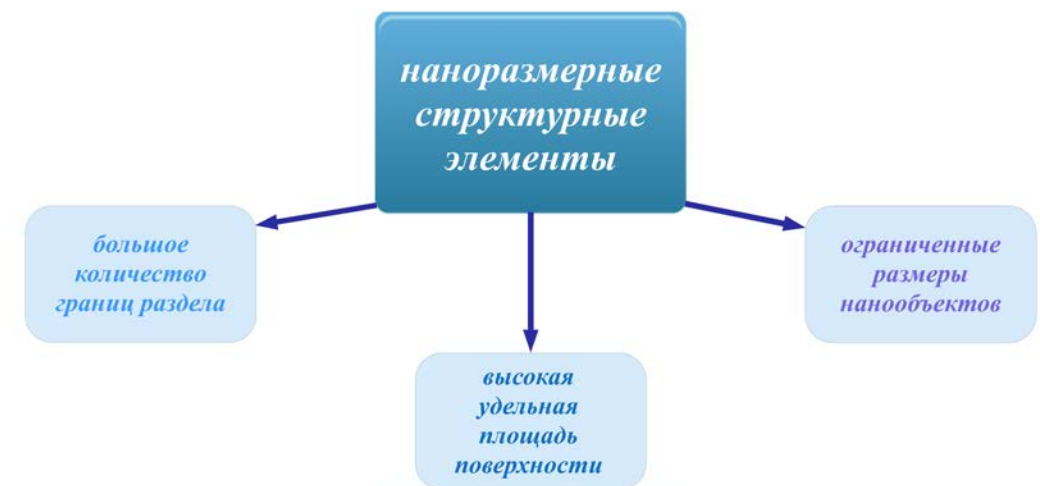 наноразмерные
структурные
элементы
большое
количество
границ раздела
высокая
удельная
площадь
поверхности
ограниченные
размеры
нанообъектов